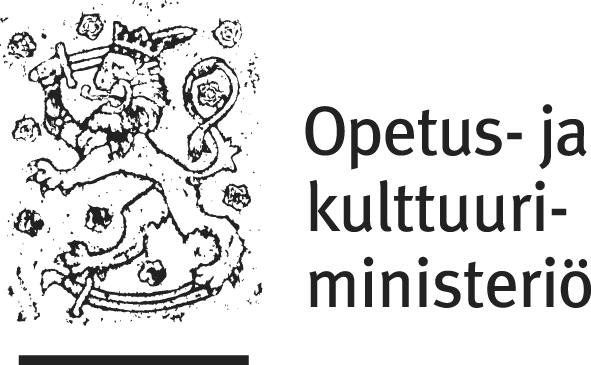 Opetus- ja
kulttuuri-
ministeriö